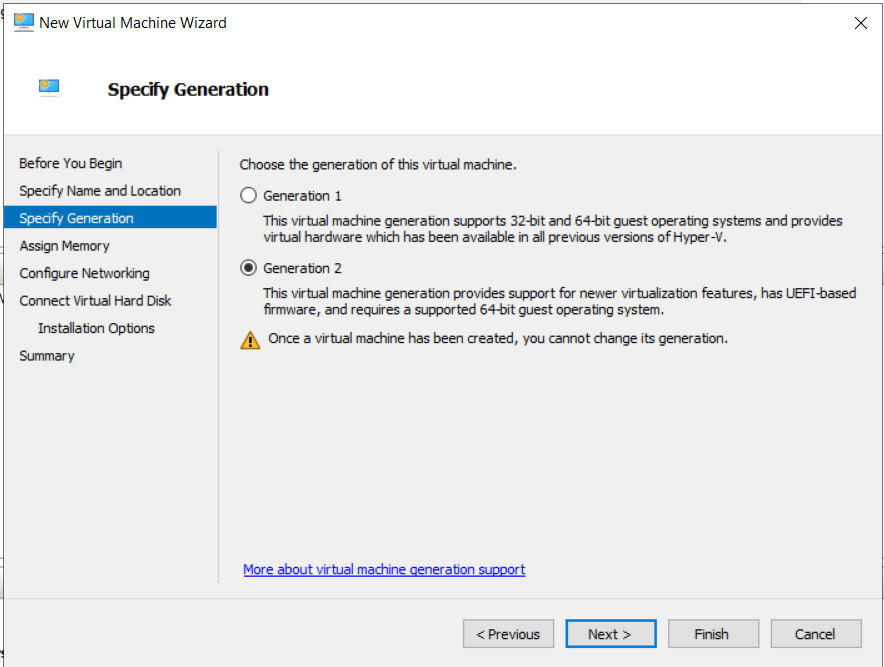 New Virtual Machine Wizard
Specify Generation
Before You Begin
Specify Name and Location
Specify Generation
Assign Memory
Configure Networking
Connect Virtual Hard Disk
Installation Options
Summary
Choose the generation of this virtual machine.
Generation 1
This virtual machine generation supports 32-bit and 64-bit guest operating systems and provides
virtual hardware which has been available in all previous versions of Hyper-V.
Generation 2
This virtual machine generation provides support for newer virtualization features, has UEFI-based
firmware, and requires a supported 64-bit guest operating system.
Once a virtual machine has been created, you cannot change its generation.
More about virtual machine generation support
< Previous
Next >
Finish
Cancel